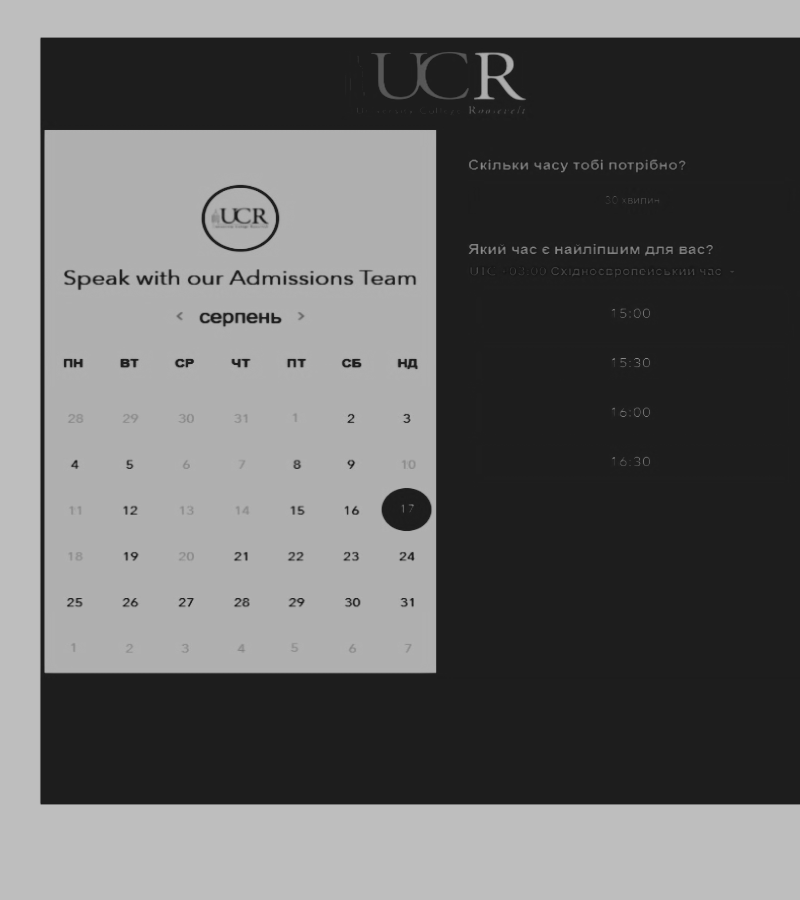 UCR
Roosevelt
UCR
Speak with our Admissions Team
< серпень >
ПН ВТ СР ЧТ ПТ СБ НД
28 29 30 31 1 2 3
4 5 6 7 8 9 10
11 12 13 14 15 16 17
18 19 20 21 22 23 24
25 26 27 28 29 30 31
1 2 3 4 5 6 7
Скільки часу тобі потрібно?
30 хвилин
Який час є найліпшим для вас?
UTC +03:00 Східноєвропейський час
15:00
15:30
16:00
16:30